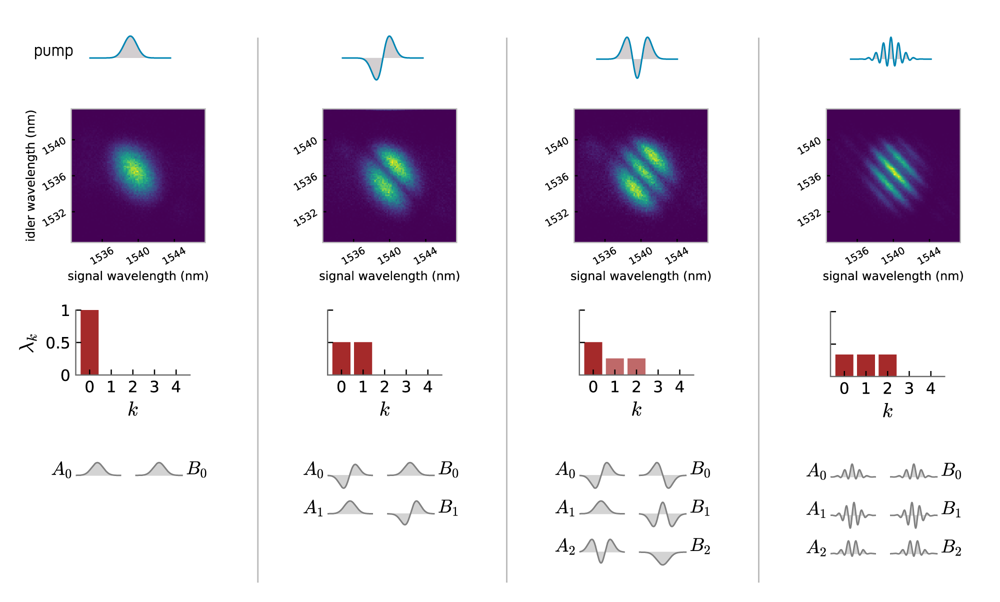 pump
idler wavelength (nm)
1540
1536
1532
1536 1540 1544
signal wavelength (nm)
1540
1536
1532
1536 1540 1544
signal wavelength (nm)
1540
1536
1532
1536 1540 1544
signal wavelength (nm)
1540
1536
1532
1536 1540 1544
signal wavelength (nm)
λk
1
0.5
0
0 1 2 3 4
k
0 1 2 3 4
k
0 1 2 3 4
k
0 1 2 3 4
k
A0 B0
A0 B0
A1 B1
A0 B0
A1 B1
A2 B2
A0 B0
A1 B1
A2 B2